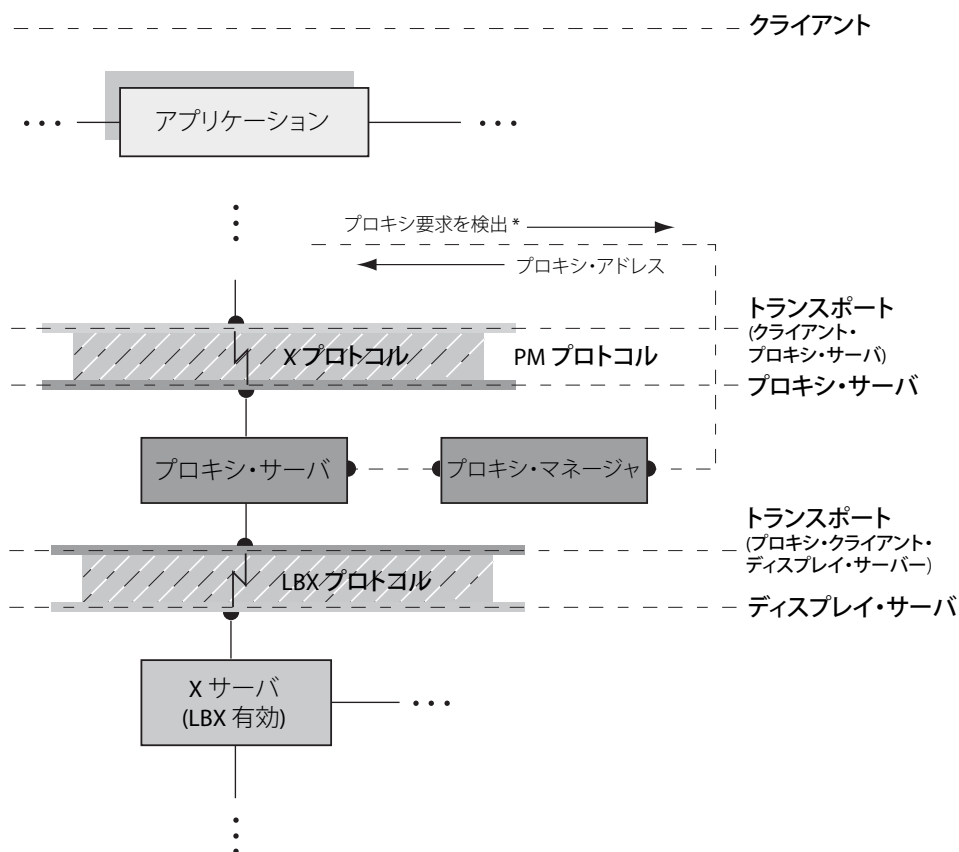 クライアント
アプリケーション
プロキシ要求を検出 *
プロキシ・アドレス
トランスポート
(クライアント・
プロキシ・サーバ)
X プロトコル
PM プロトコル
プロキシ・サーバ
プロキシ・サーバ
プロキシ・マネージャ
トランスポート
(プロキシ・クライアント・
ディスプレイ・サーバー)
LBX プロトコル
ディスプレイ・サーバ
X サーバ
(LBX 有効)